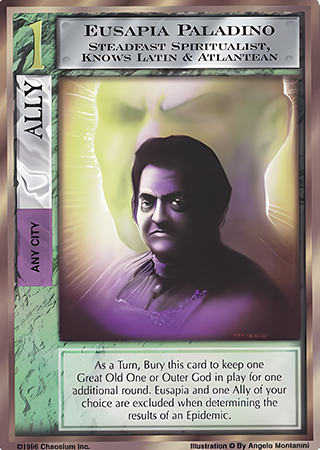 EUSAPIA PALADINO
STEADFAST SPIRITUALIST,
KNOWS LATIN & ATLANTEAN
1
ALLY
ANY CITY
As a Turn, Bury this card to keep one
Great Old One or Outer God in play for one
additional round. Eusapia and one Ally of your
choice are excluded when determining the
results of an Epidemic.
©1996 Chaosium Inc.
Illustration © By Angelo Montanini